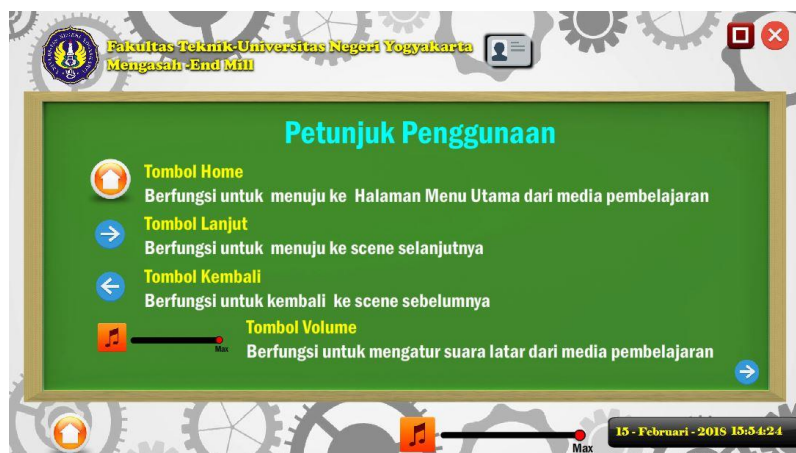 Fakultas Teknik-Universitas Negeri Yogyakarta
Mengasah -End Mill
Petunjuk Penggunaan
Tombol Home
Berfungsi untuk menuju ke Halaman Menu Utama dari media pembelajaran
Tombol Lanjut
Berfungsi untuk menuju ke scene selanjutnya
Tombol Kembali
Berfungsi untuk kembali ke scene sebelumnya
Tombol Volume
Max
Berfungsi untuk mengatur suara latar dari media pembelajaran
Max
15 - Februari - 2018 15:54:24